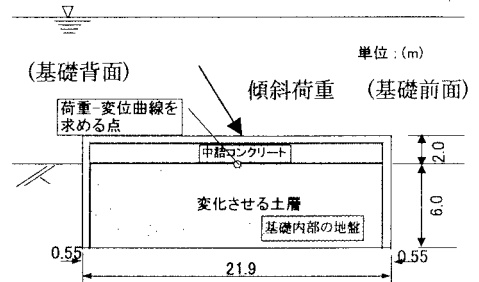 単位：(m)
(基礎背面)
傾斜荷重
(基礎前面)
荷重-変位曲線を
求める点
中詰コンクリート
2.0
変化させる土層
6.0
基礎内部の地盤
0.55
0.55
21.9